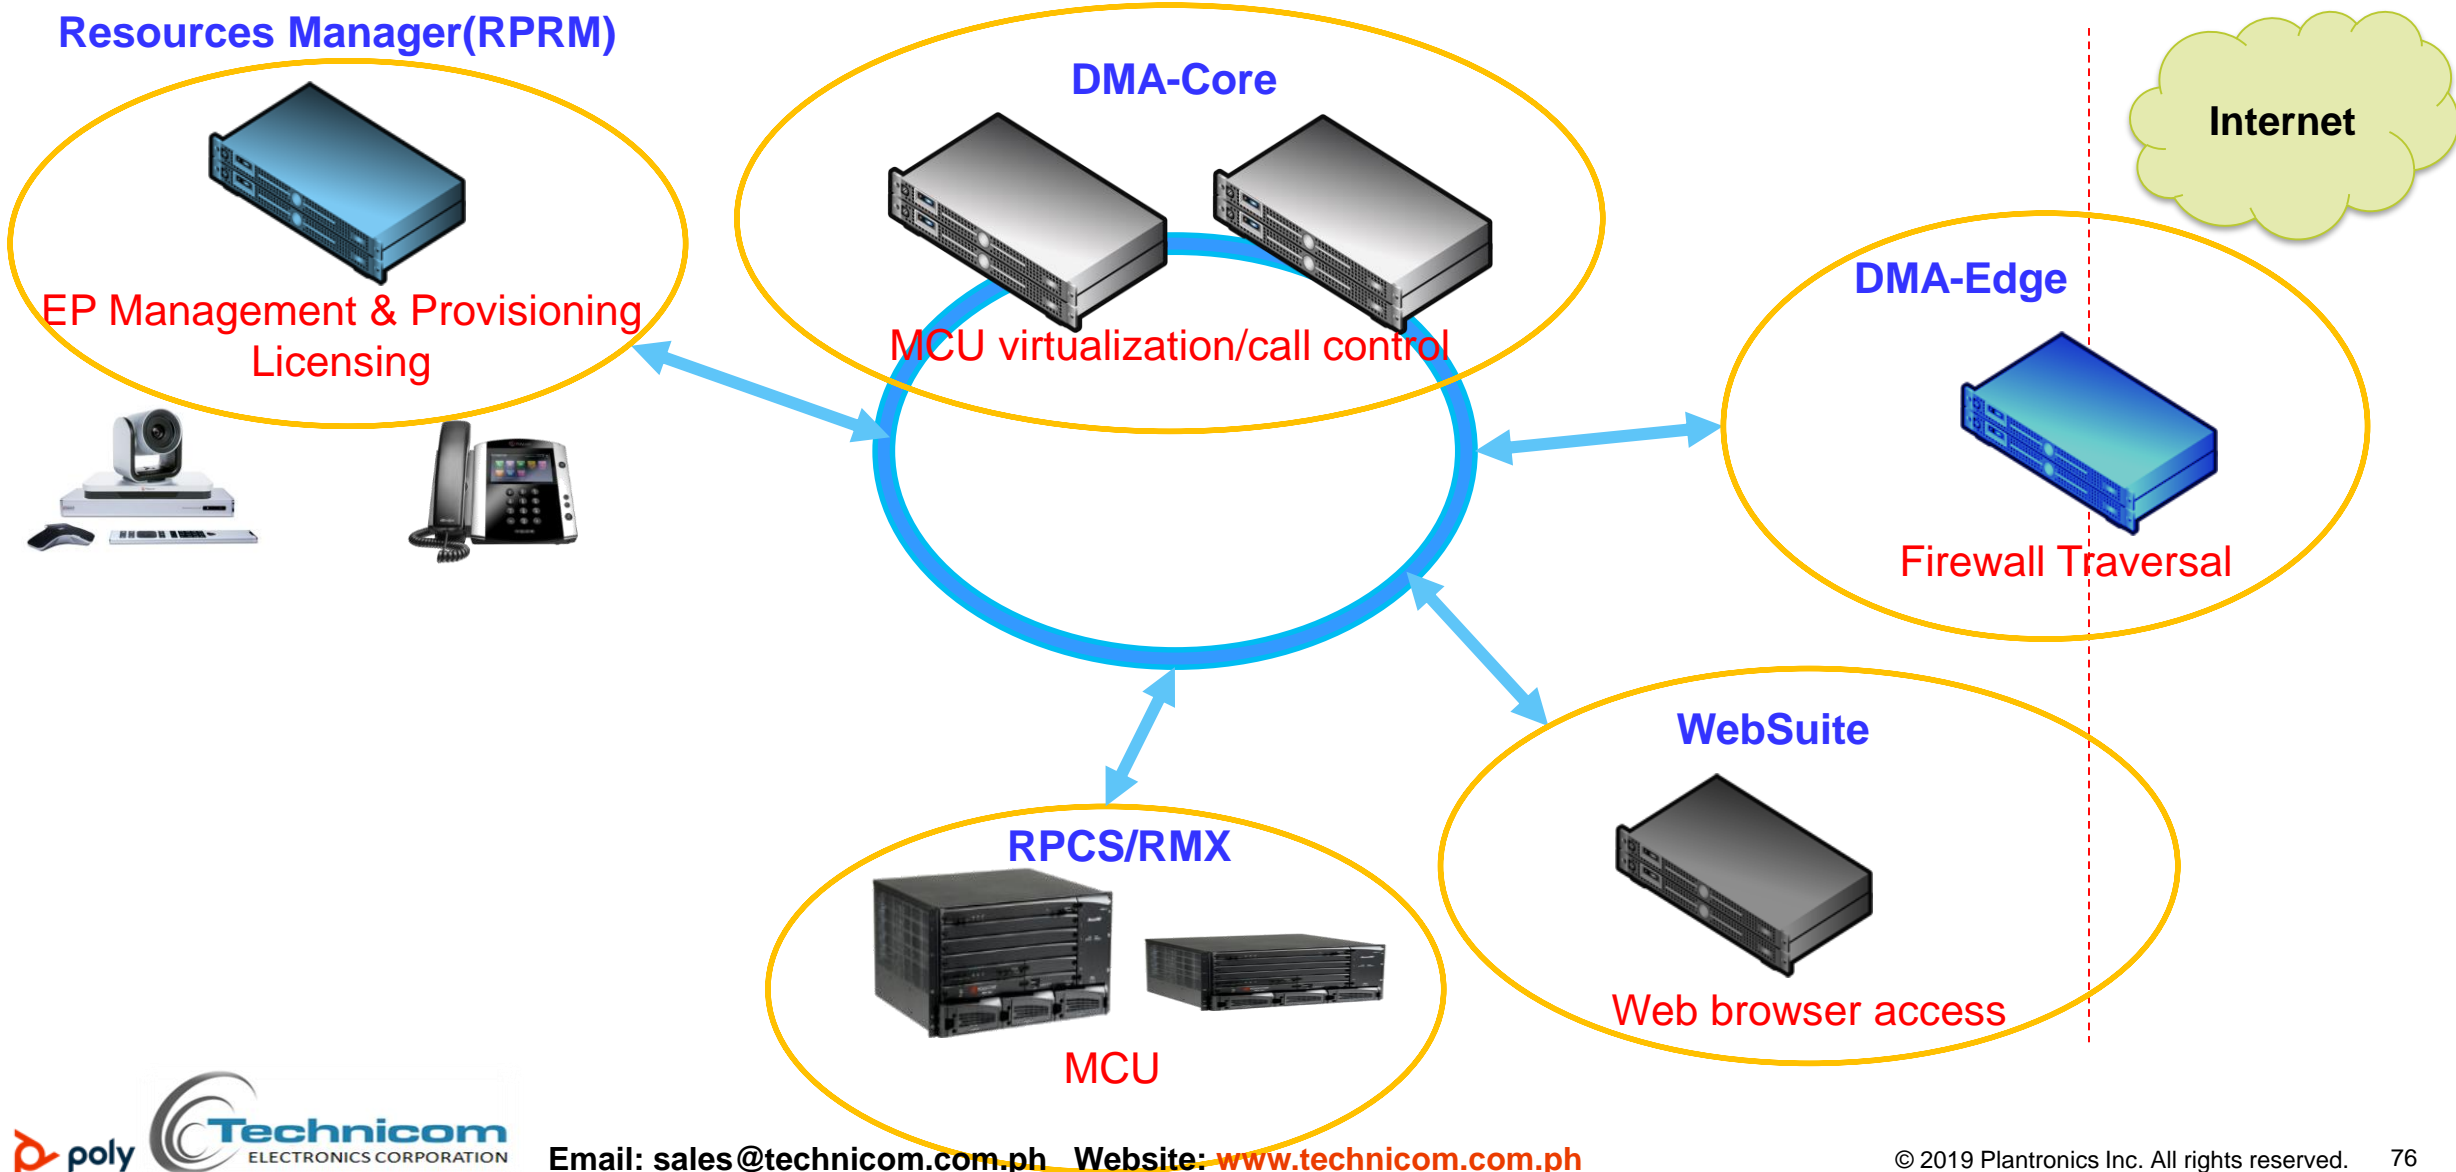 Resources Manager(RPRM)
EP Management & Provisioning
Licensing
DMA-Core
MCU virtualization/call control
Internet
DMA-Edge
Firewall Traversal
WebSuite
Web browser access
RPCS/RMX
MCU
poly
Technicom
ELECTRONICS CORPORATION
Email: sales@technicom.com.ph Website: www.technicom.com.ph
© 2019 Plantronics Inc. All rights reserved. 76